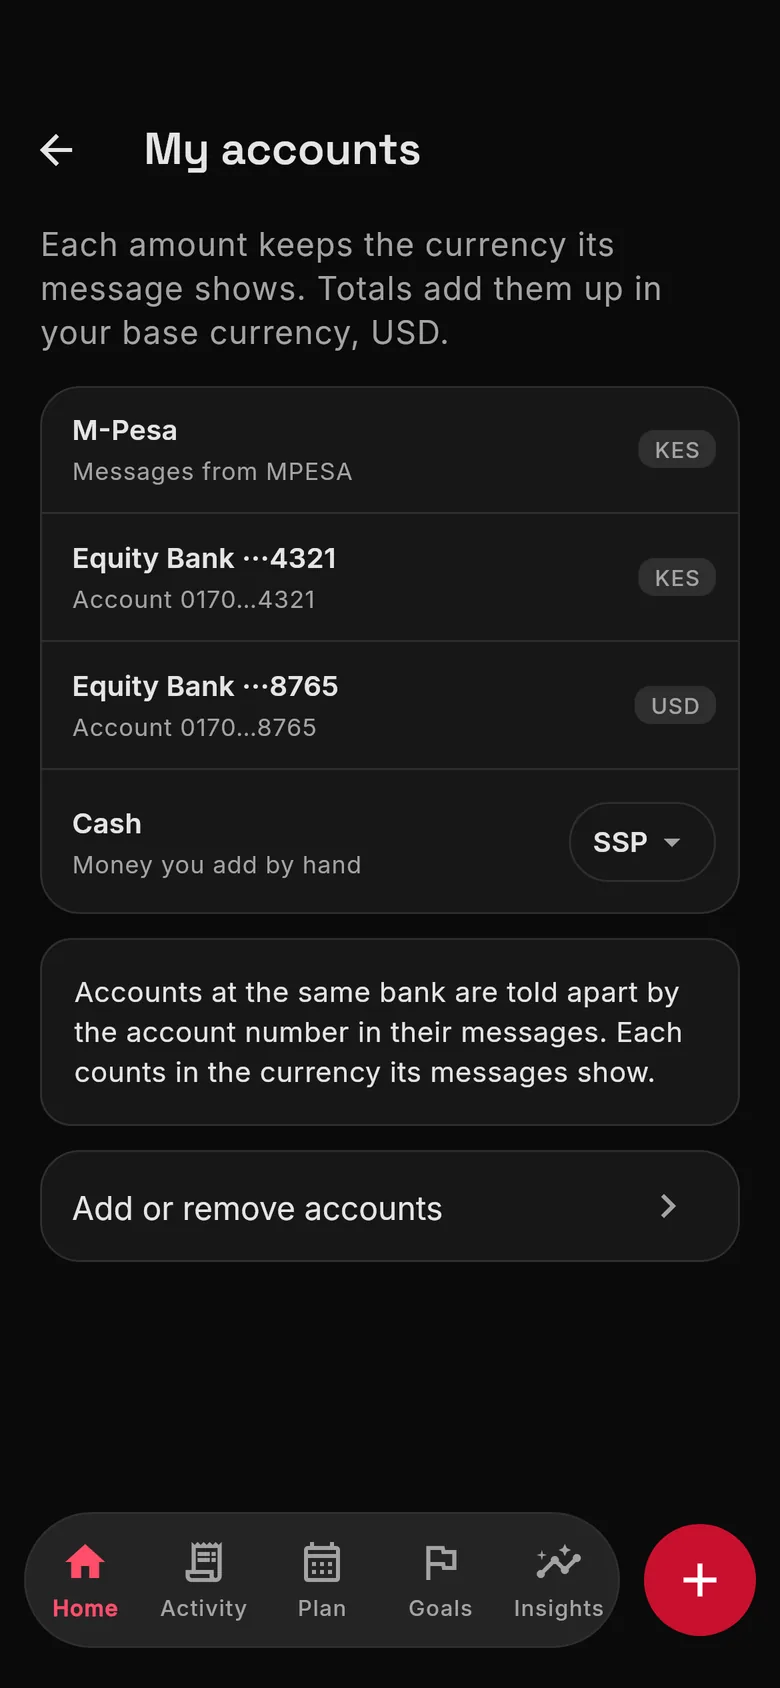 My accounts
Each amount keeps the currency its
message shows. Totals add them up in
your base currency, USD.
M-Pesa
Messages from MPESA
KES
Equity Bank ···4321
Account 0170…4321
KES
Equity Bank ···8765
Account 0170…8765
USD
Cash
Money you add by hand
SSP
Accounts at the same bank are told apart by
the account number in their messages. Each
counts in the currency its messages show.
Add or remove accounts
Home
Activity
Plan
Goals
Insights